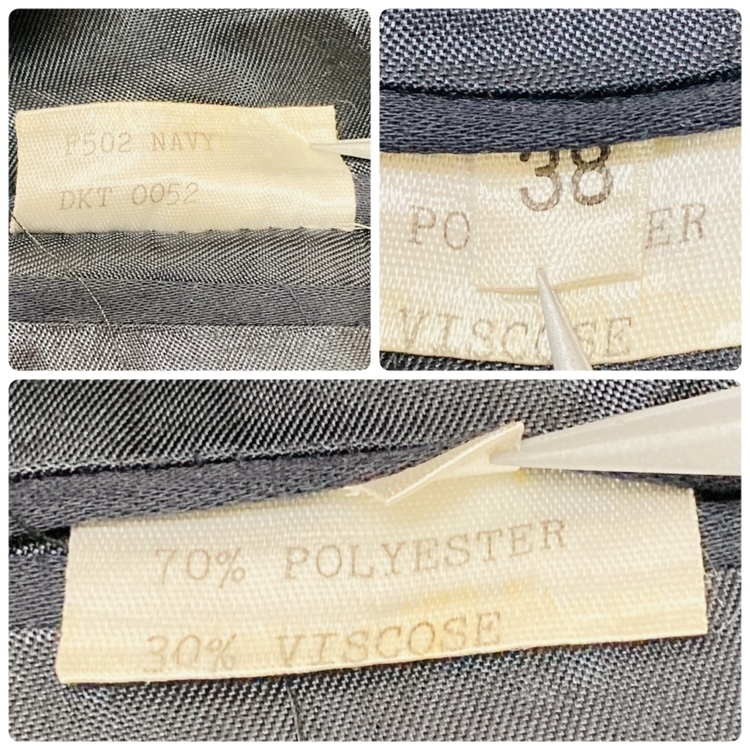 F502 NAVY
DKT 0052
38
PO ER
VISCOSE
70% POLYESTER
30% VISCOSE